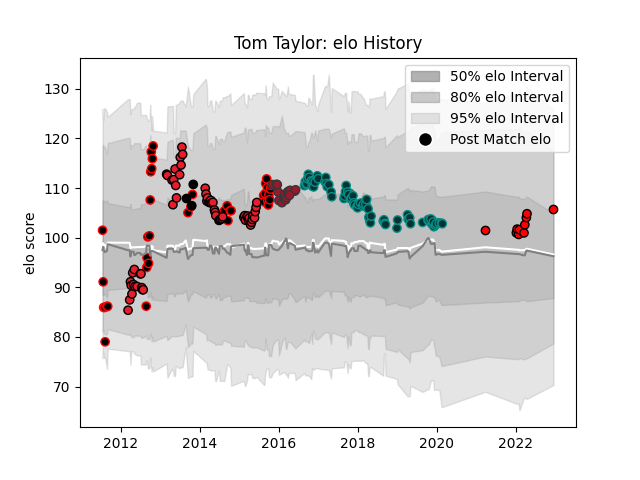 Tom Taylor: elo History
50% elo Interval
80% elo Interval
95% elo Interval
Post Match elo
elo score
130
120
110
100
90
80
70
2012
2014
2016
2018
2020
2022